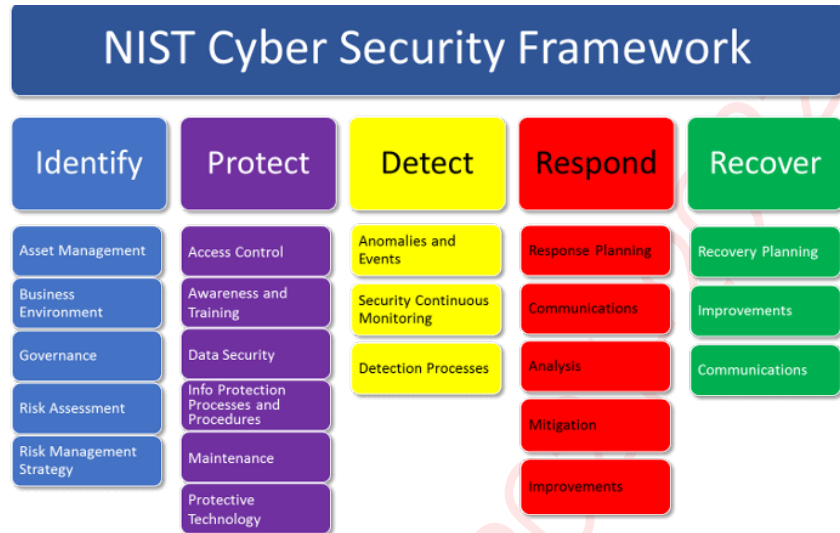 NIST Cyber Security Framework
Identify
Asset Management
Business
Environment
Governance
Risk Assessment
Risk Management
Strategy
Protect
Access Control
Awareness and
Training
Data Security
Info Protection
Processes and
Procedures
Maintenance
Protective
Technology
Detect
Anomalies and
Events
Security Continuous
Monitoring
Detection Processes
Respond
Response Planning
Communications
Analysis
Mitigation
Improvements
Recover
Recovery Planning
Improvements
Communications